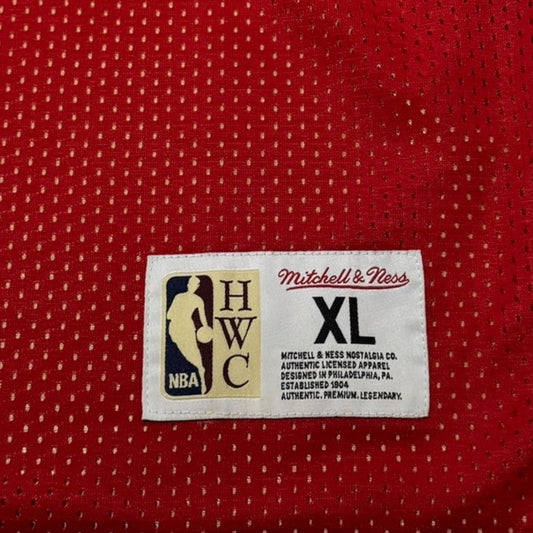 NBA
H
W
C
Mitchell & Ness
XL
MITCHELL & NESS NOSTALGIA CO.
AUTHENTIC LICENSED APPAREL
DESIGNED IN PHILADELPHIA, PA.
ESTABLISHED 1904
AUTHENTIC. PREMIUM. LEGENDARY.